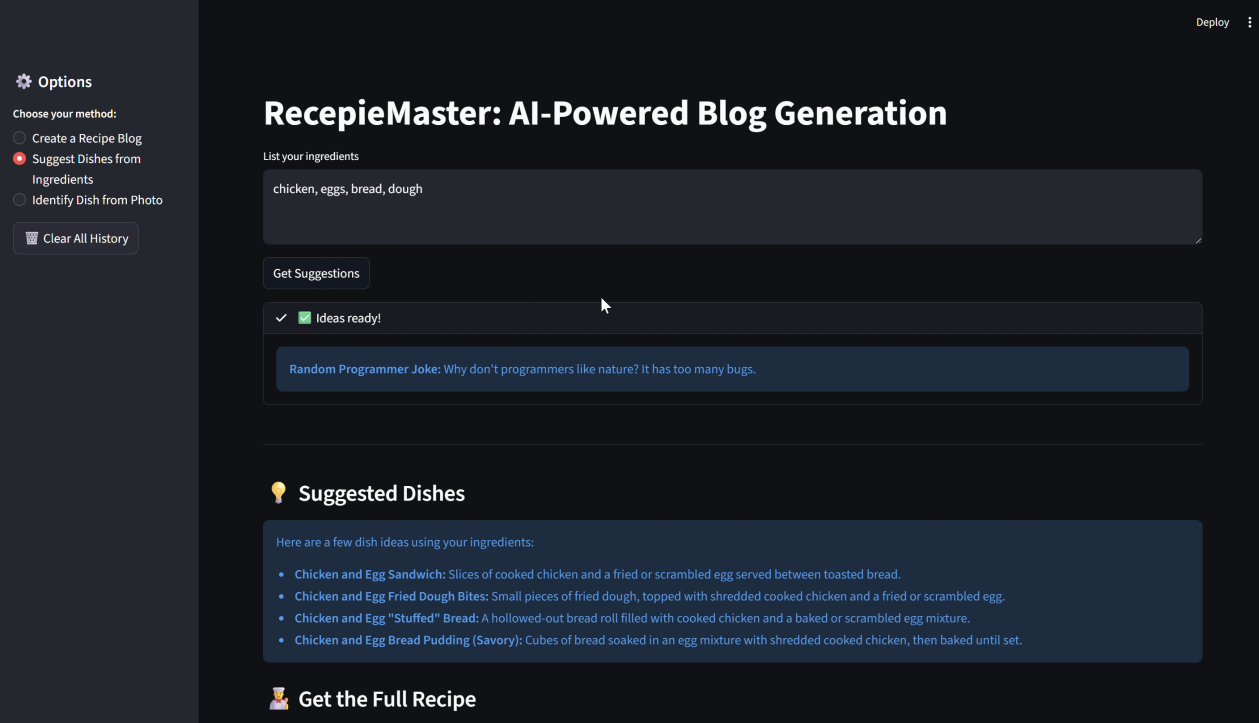 Deploy
Options
Choose your method:
Create a Recipe Blog
Suggest Dishes from
Ingredients
Identify Dish from Photo
Clear All History
RecepieMaster: AI-Powered Blog Generation
List your ingredients
chicken, eggs, bread, dough
Get Suggestions
Ideas ready!
Random Programmer Joke: Why don't programmers like nature? It has too many bugs.
Suggested Dishes
Here are a few dish ideas using your ingredients:
• Chicken and Egg Sandwich: Slices of cooked chicken and a fried or scrambled egg served between toasted bread.
• Chicken and Egg Fried Dough Bites: Small pieces of fried dough, topped with shredded cooked chicken and a fried or scrambled egg.
• Chicken and Egg "Stuffed" Bread: A hollowed-out bread roll filled with cooked chicken and a baked or scrambled egg mixture.
• Chicken and Egg Bread Pudding (Savory): Cubes of bread soaked in an egg mixture with shredded cooked chicken, then baked until set.
Get the Full Recipe